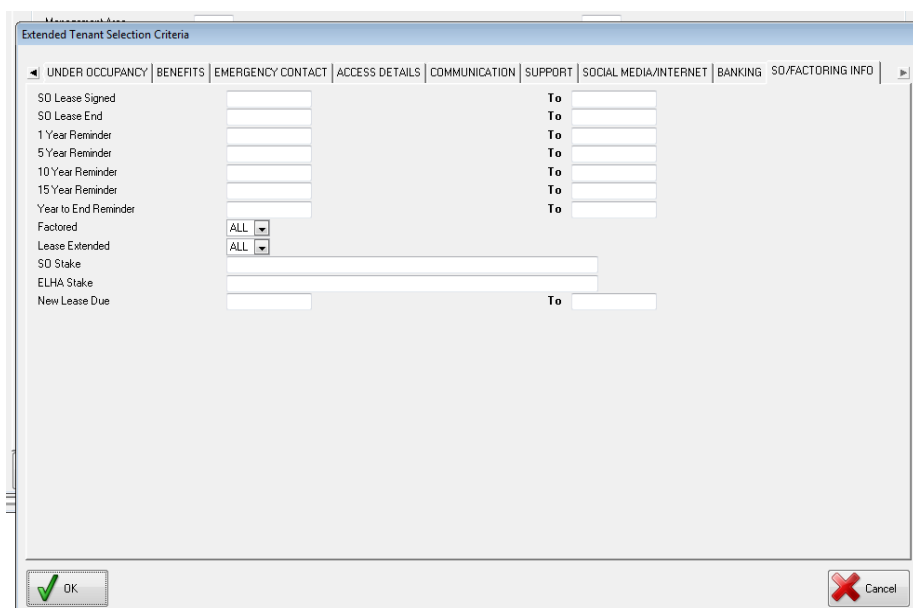 Management Area
Extended Tenant Selection Criteria
UNDER OCCUPANCY BENEFITS EMERGENCY CONTACT ACCESS DETAILS COMMUNICATION SUPPORT SOCIAL MEDIA/INTERNET BANKING SO/FACTORING INFO
SO Lease Signed To
SO Lease End To
1 Year Reminder To
5 Year Reminder To
10 Year Reminder To
15 Year Reminder To
Year to End Reminder To
Factored ALL
Lease Extended ALL
SO Stake
ELHA Stake
New Lease Due To
OK Cancel